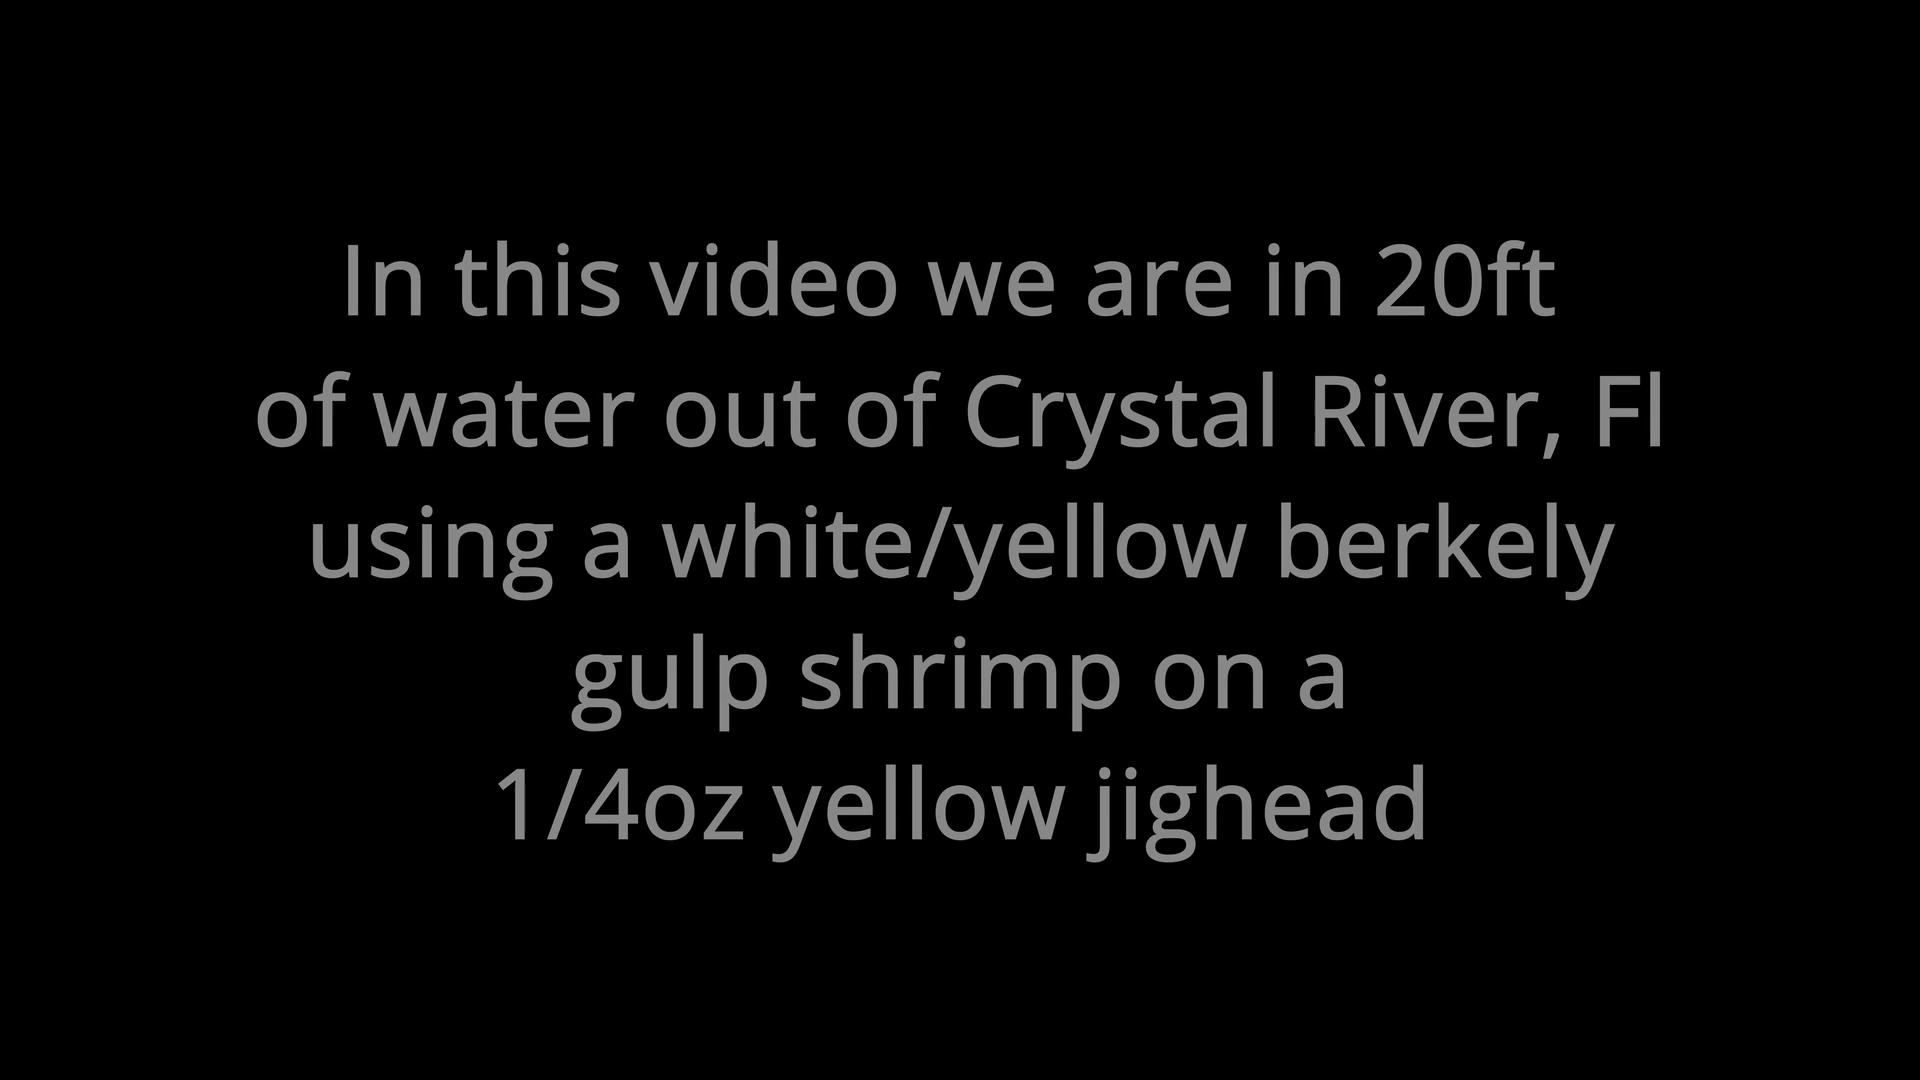 In this video we are in 20ft
of water out of Crystal River, Fl
using a white/yellow berkely
gulp shrimp on a
1/4oz yellow jighead